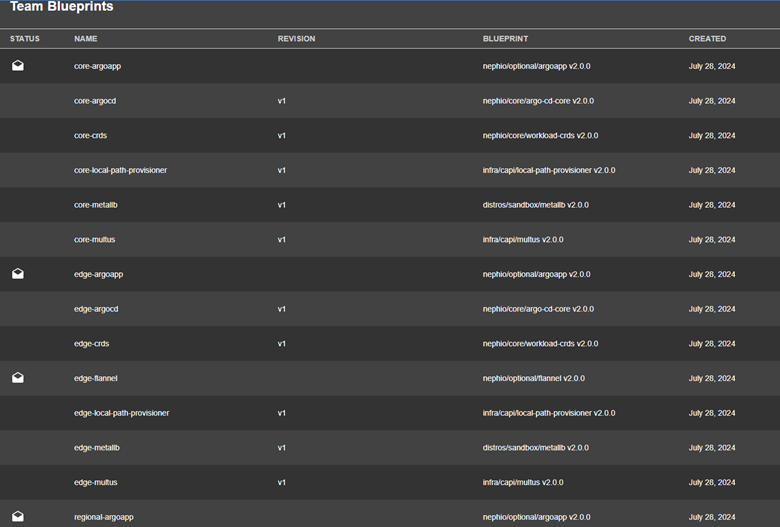 Team Blueprints
STATUS NAME REVISION BLUEPRINT CREATED
core-argoapp nephio/optional/argoapp v2.0.0 July 28, 2024
core-argocd v1 nephio/core/argo-cd-core v2.0.0 July 28, 2024
core-crds v1 nephio/core/workload-crds v2.0.0 July 28, 2024
core-local-path-provisioner v1 infra/capi/local-path-provisioner v2.0.0 July 28, 2024
core-metallb v1 distros/sandbox/metallb v2.0.0 July 28, 2024
core-multus v1 infra/capi/multus v2.0.0 July 28, 2024
edge-argoapp nephio/optional/argoapp v2.0.0 July 28, 2024
edge-argocd v1 nephio/core/argo-cd-core v2.0.0 July 28, 2024
edge-crds v1 nephio/core/workload-crds v2.0.0 July 28, 2024
edge-flannel nephio/optional/flannel v2.0.0 July 28, 2024
edge-local-path-provisioner v1 infra/capi/local-path-provisioner v2.0.0 July 28, 2024
edge-metallb v1 distros/sandbox/metallb v2.0.0 July 28, 2024
edge-multus v1 infra/capi/multus v2.0.0 July 28, 2024
regional-argoapp nephio/optional/argoapp v2.0.0 July 28, 2024